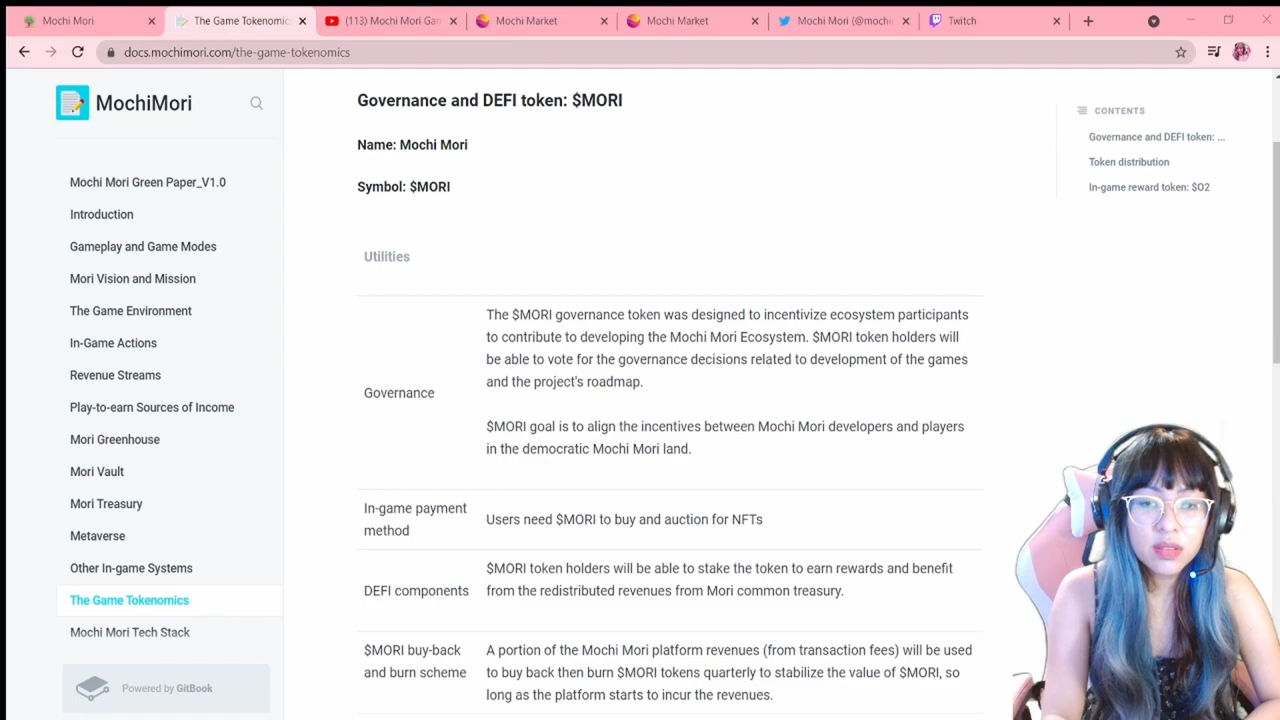 Mochi Mori
The Game Tokenomic
(113) Mochi Mori Gan
Mochi Market
Mochi Market
Mochi Mori (@mochi
Twitch
docs.mochimori.com/the-game-tokenomics
MochiMori
Mochi Mori Green Paper_V1.0
Introduction
Gameplay and Game Modes
Mori Vision and Mission
The Game Environment
In-Game Actions
Revenue Streams
Play-to-earn Sources of Income
Mori Greenhouse
Mori Vault
Mori Treasury
Metaverse
Other In-game Systems
The Game Tokenomics
Mochi Mori Tech Stack
Powered by GitBook
Governance and DEFI token: $MORI
Name: Mochi Mori
Symbol: $MORI
Utilities
Governance
The $MORI governance token was designed to incentivize ecosystem participants
to contribute to developing the Mochi Mori Ecosystem. $MORI token holders will
be able to vote for the governance decisions related to development of the games
and the project's roadmap.
$MORI goal is to align the incentives between Mochi Mori developers and players
in the democratic Mochi Mori land.
In-game payment
method
Users need $MORI to buy and auction for NFTs
DEFI components
$MORI token holders will be able to stake the token to earn rewards and benefit
from the redistributed revenues from Mori common treasury.
$MORI buy-back
and burn scheme
A portion of the Mochi Mori platform revenues (from transaction fees) will be used
to buy back then burn $MORI tokens quarterly to stabilize the value of $MORI, so
long as the platform starts to incur the revenues.
CONTENTS
Governance and DEFI token: ...
Token distribution
In-game reward token: $O2